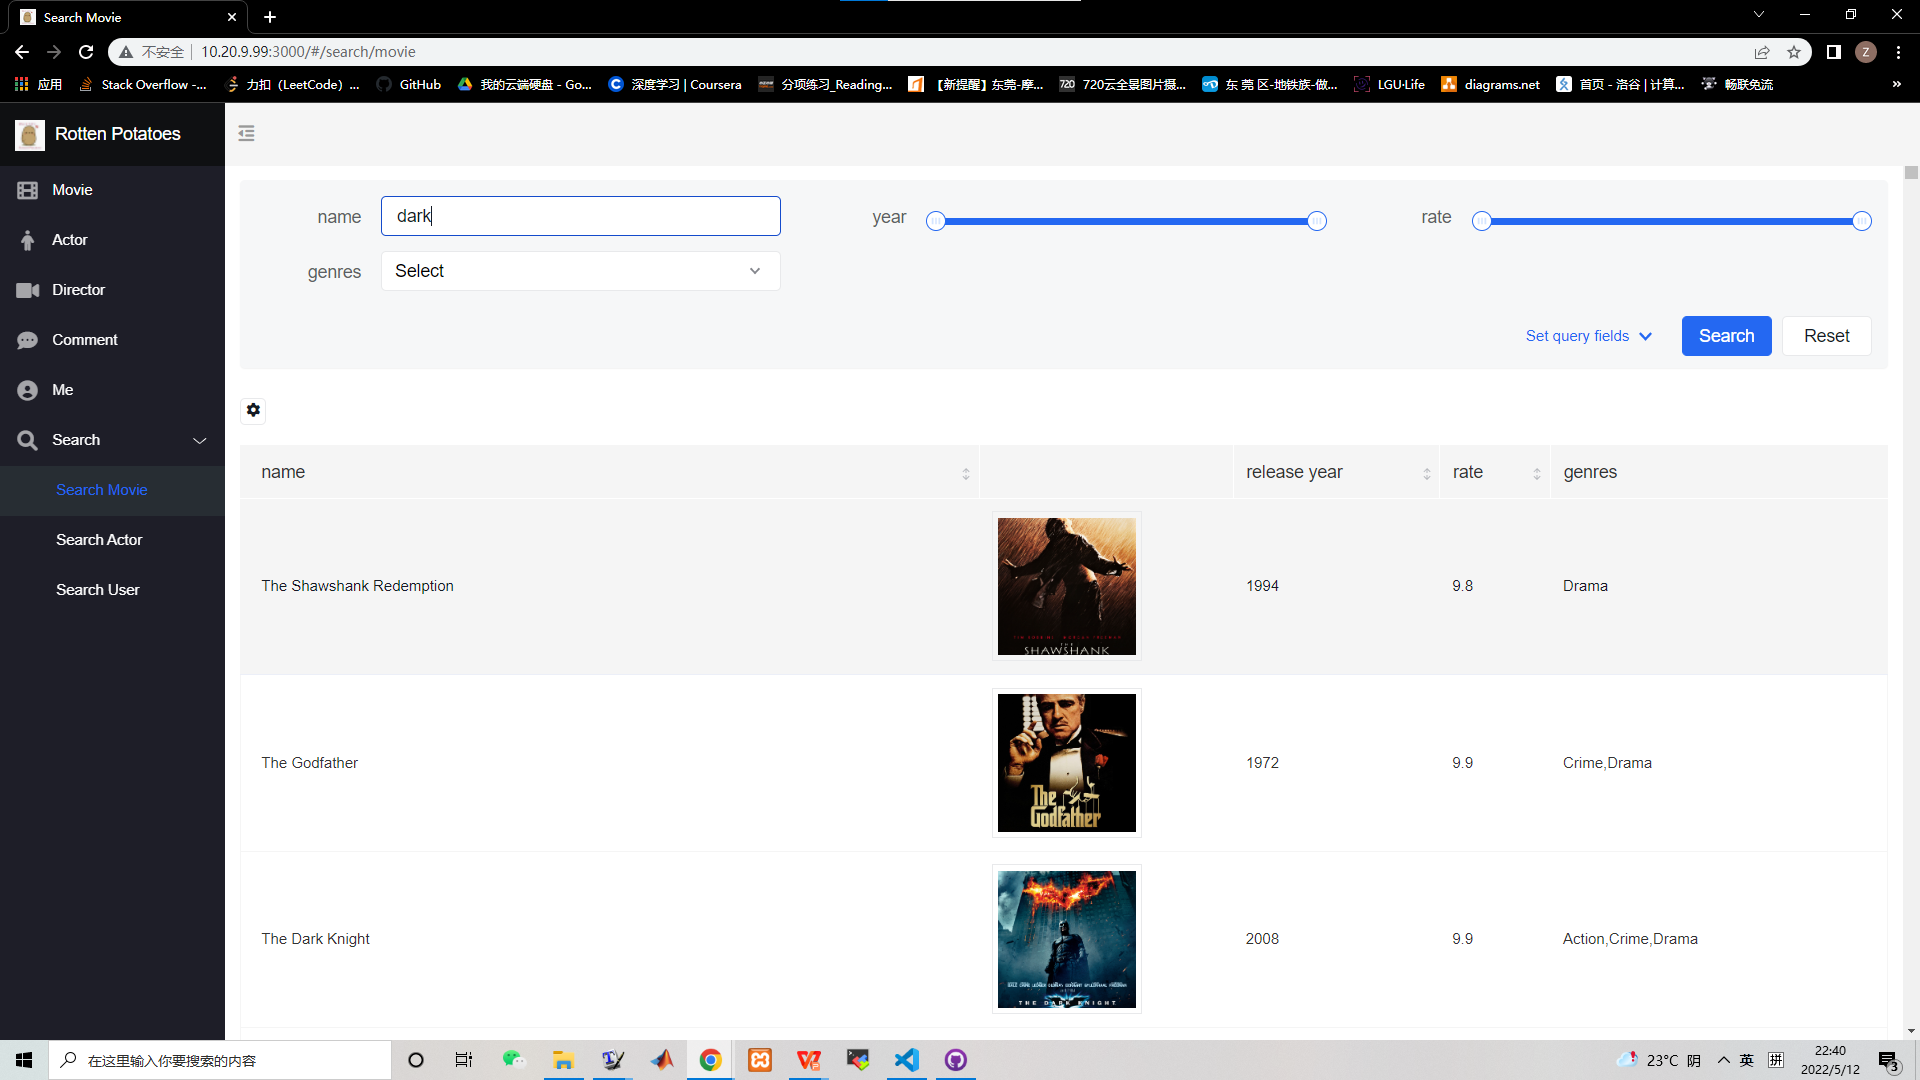 Search Movie
不安全 10.20.9.99:3000/#/search/movie
Z
应用 Stack Overflow -... 力扣（LeetCode）... GitHub 我的云端硬盘 - Go... 深度学习 | Coursera 分项练习_Reading... 【新提醒】东莞-摩... 720云全景图片摄... 东 莞 区-地铁族-做... LGU·Life diagrams.net 首页 - 洛谷 | 计算... 畅联免流 »
Rotten Potatoes
Movie
Actor
Director
Comment
Me
Search
Search Movie
Search Actor
Search User
name dark year rate
genres Select
Set query fields Search Reset
name release year rate genres
The Shawshank Redemption 1994 9.8 Drama
SHAWSHANK
The Godfather 1972 9.9 Crime,Drama
The
Godfather
The Dark Knight 2008 9.9 Action,Crime,Drama
THE DARK KNIGHT
在这里输入你要搜索的内容
23°C 阴 英 拼
22:40
2022/5/12
3